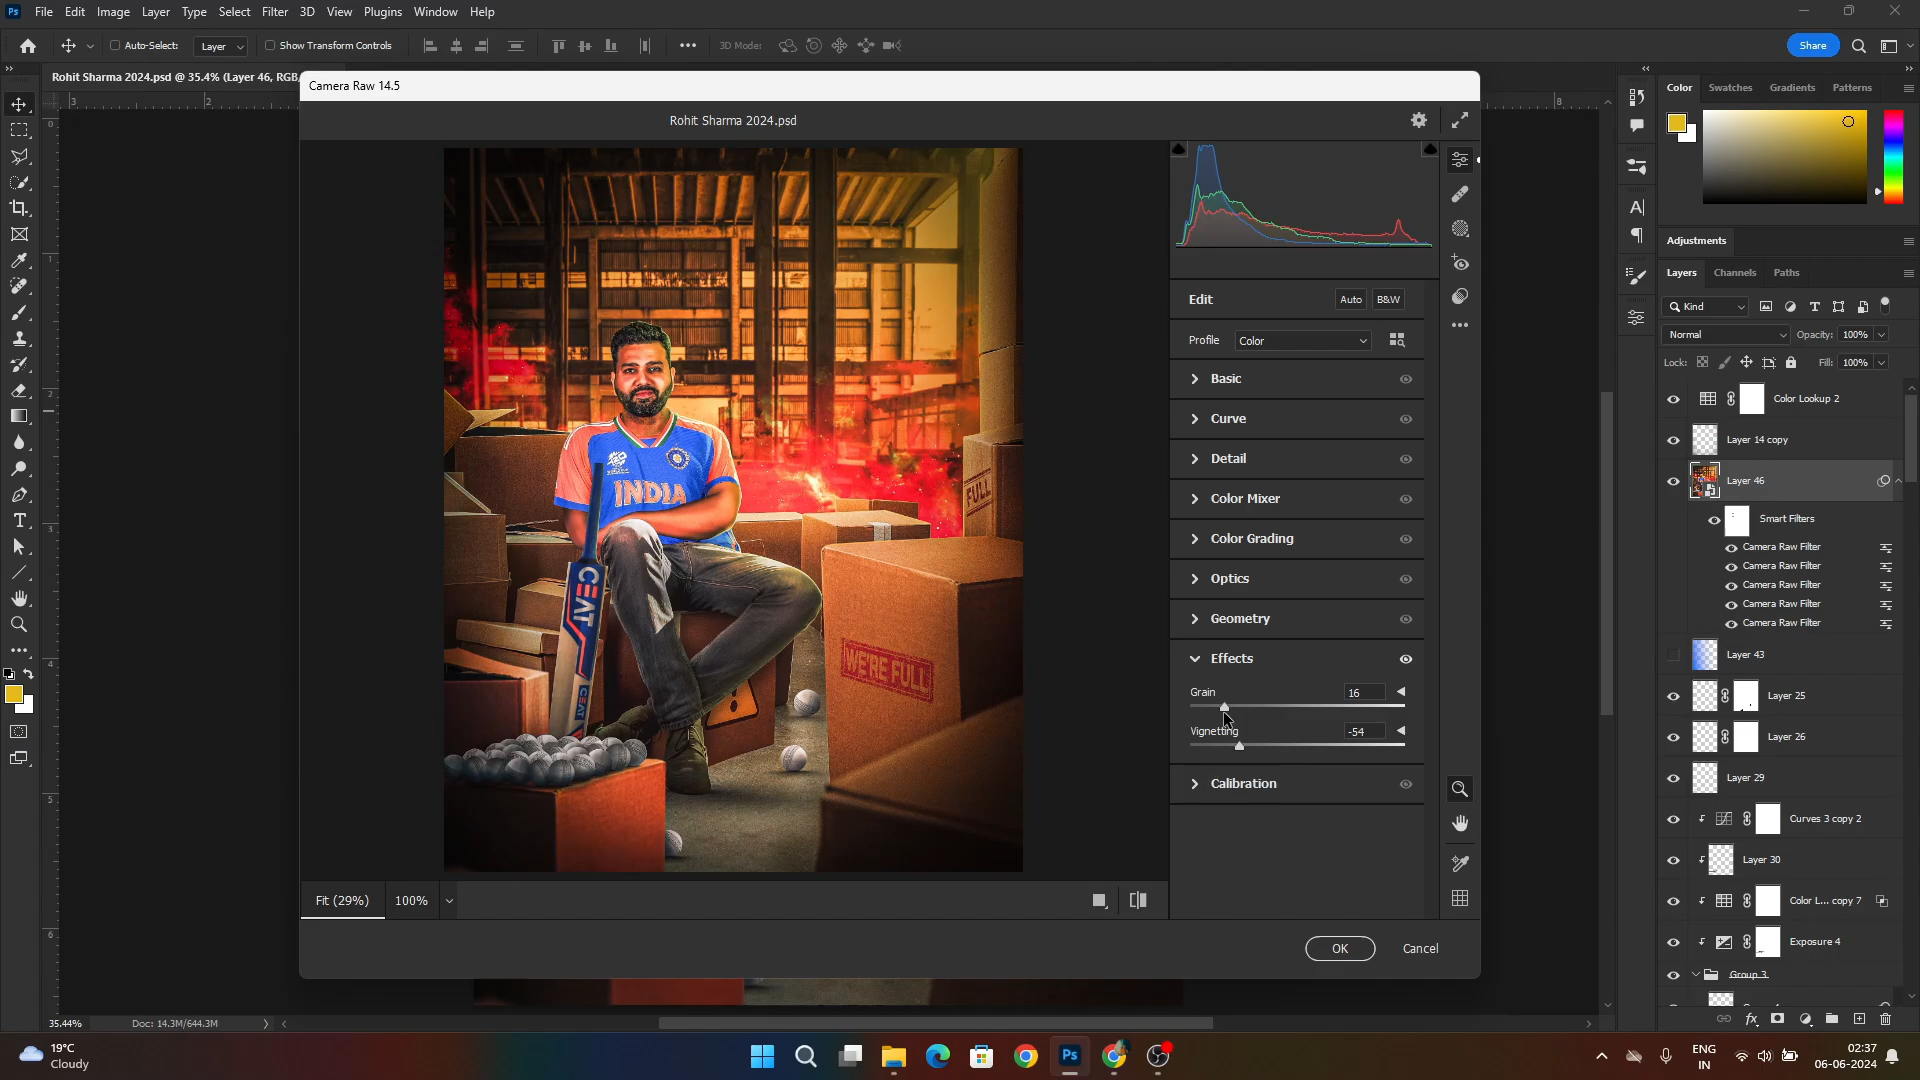 Ps File Edit Image Layer Type Select Filter 3D View Plugins Window Help
Auto-Select: Layer Show Transform Controls 3D Mode: Share
Rohit Sharma 2024.psd @ 35.4% (Layer 46, RGB
Camera Raw 14.5
Rohit Sharma 2024.psd
Edit Auto B&W
Profile Color
Basic
Curve
Detail
Color Mixer
Color Grading
Optics
Geometry
Effects
Grain 16
Vignetting -54
Calibration
INDIA
CEAT
CEAT
FULL
WE'RE FULL
Fit (29%) 100%
OK Cancel
Color Swatches Gradients Patterns
Adjustments
Layers Channels Paths
Kind
Normal Opacity: 100%
Lock: Fill: 100%
Color Lookup 2
Layer 14 copy
Layer 46
Smart Filters
Camera Raw Filter
Camera Raw Filter
Camera Raw Filter
Camera Raw Filter
Camera Raw Filter
Layer 43
Layer 25
Layer 26
Layer 29
Curves 3 copy 2
Layer 30
Color L... copy 7
Exposure 4
Group 3
35.44% Doc: 14.3M/644.3M
19°C
Cloudy
ENG
IN
02:37
06-06-2024